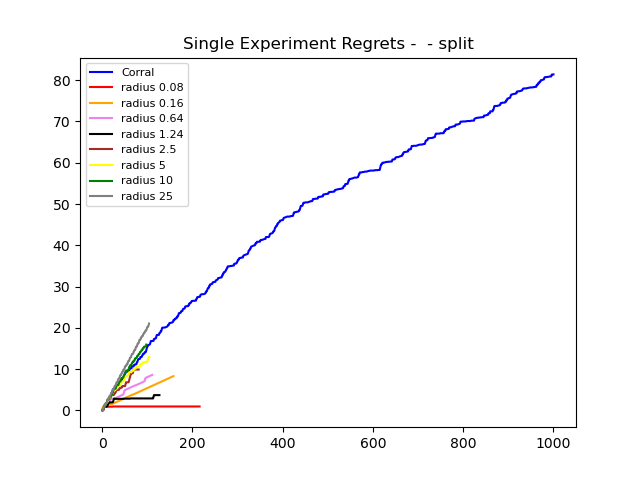 Single Experiment Regrets -  - split
Corral
radius 0.08
radius 0.16
radius 0.64
radius 1.24
radius 2.5
radius 5
radius 10
radius 25
80
70
60
50
40
30
20
10
0
0 200 400 600 800 1000